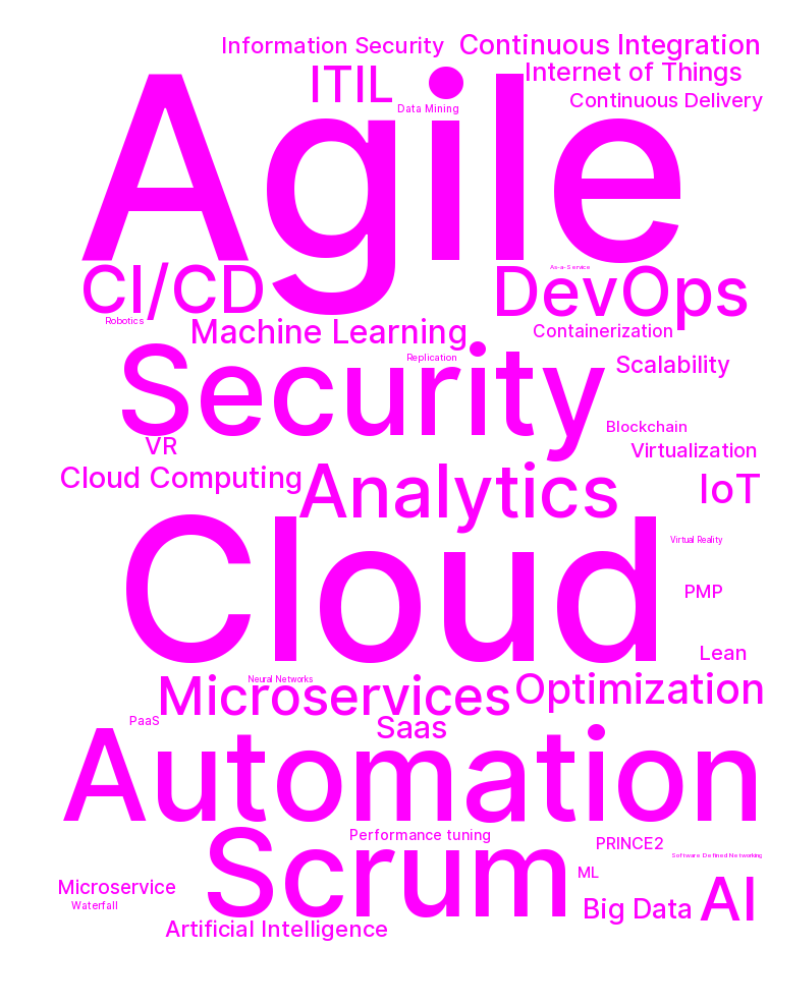 Information Security
Continuous Integration
ITIL
Internet of Things
Data Mining
Continuous Delivery
Agile
CI/CD
DevOps
As-a-Service
Robotics
Machine Learning
Containerization
Security
Replication
Scalability
Blockchain
VR
Virtualization
Cloud Computing
Analytics
IoT
Cloud
Virtual Reality
PMP
Lean
Neural Networks
Microservices
Optimization
PaaS
Saas
Automation
Performance tuning
PRINCE2
Scrum
Software Defined Networking
ML
Microservice
AI
Waterfall
Big Data
Artificial Intelligence